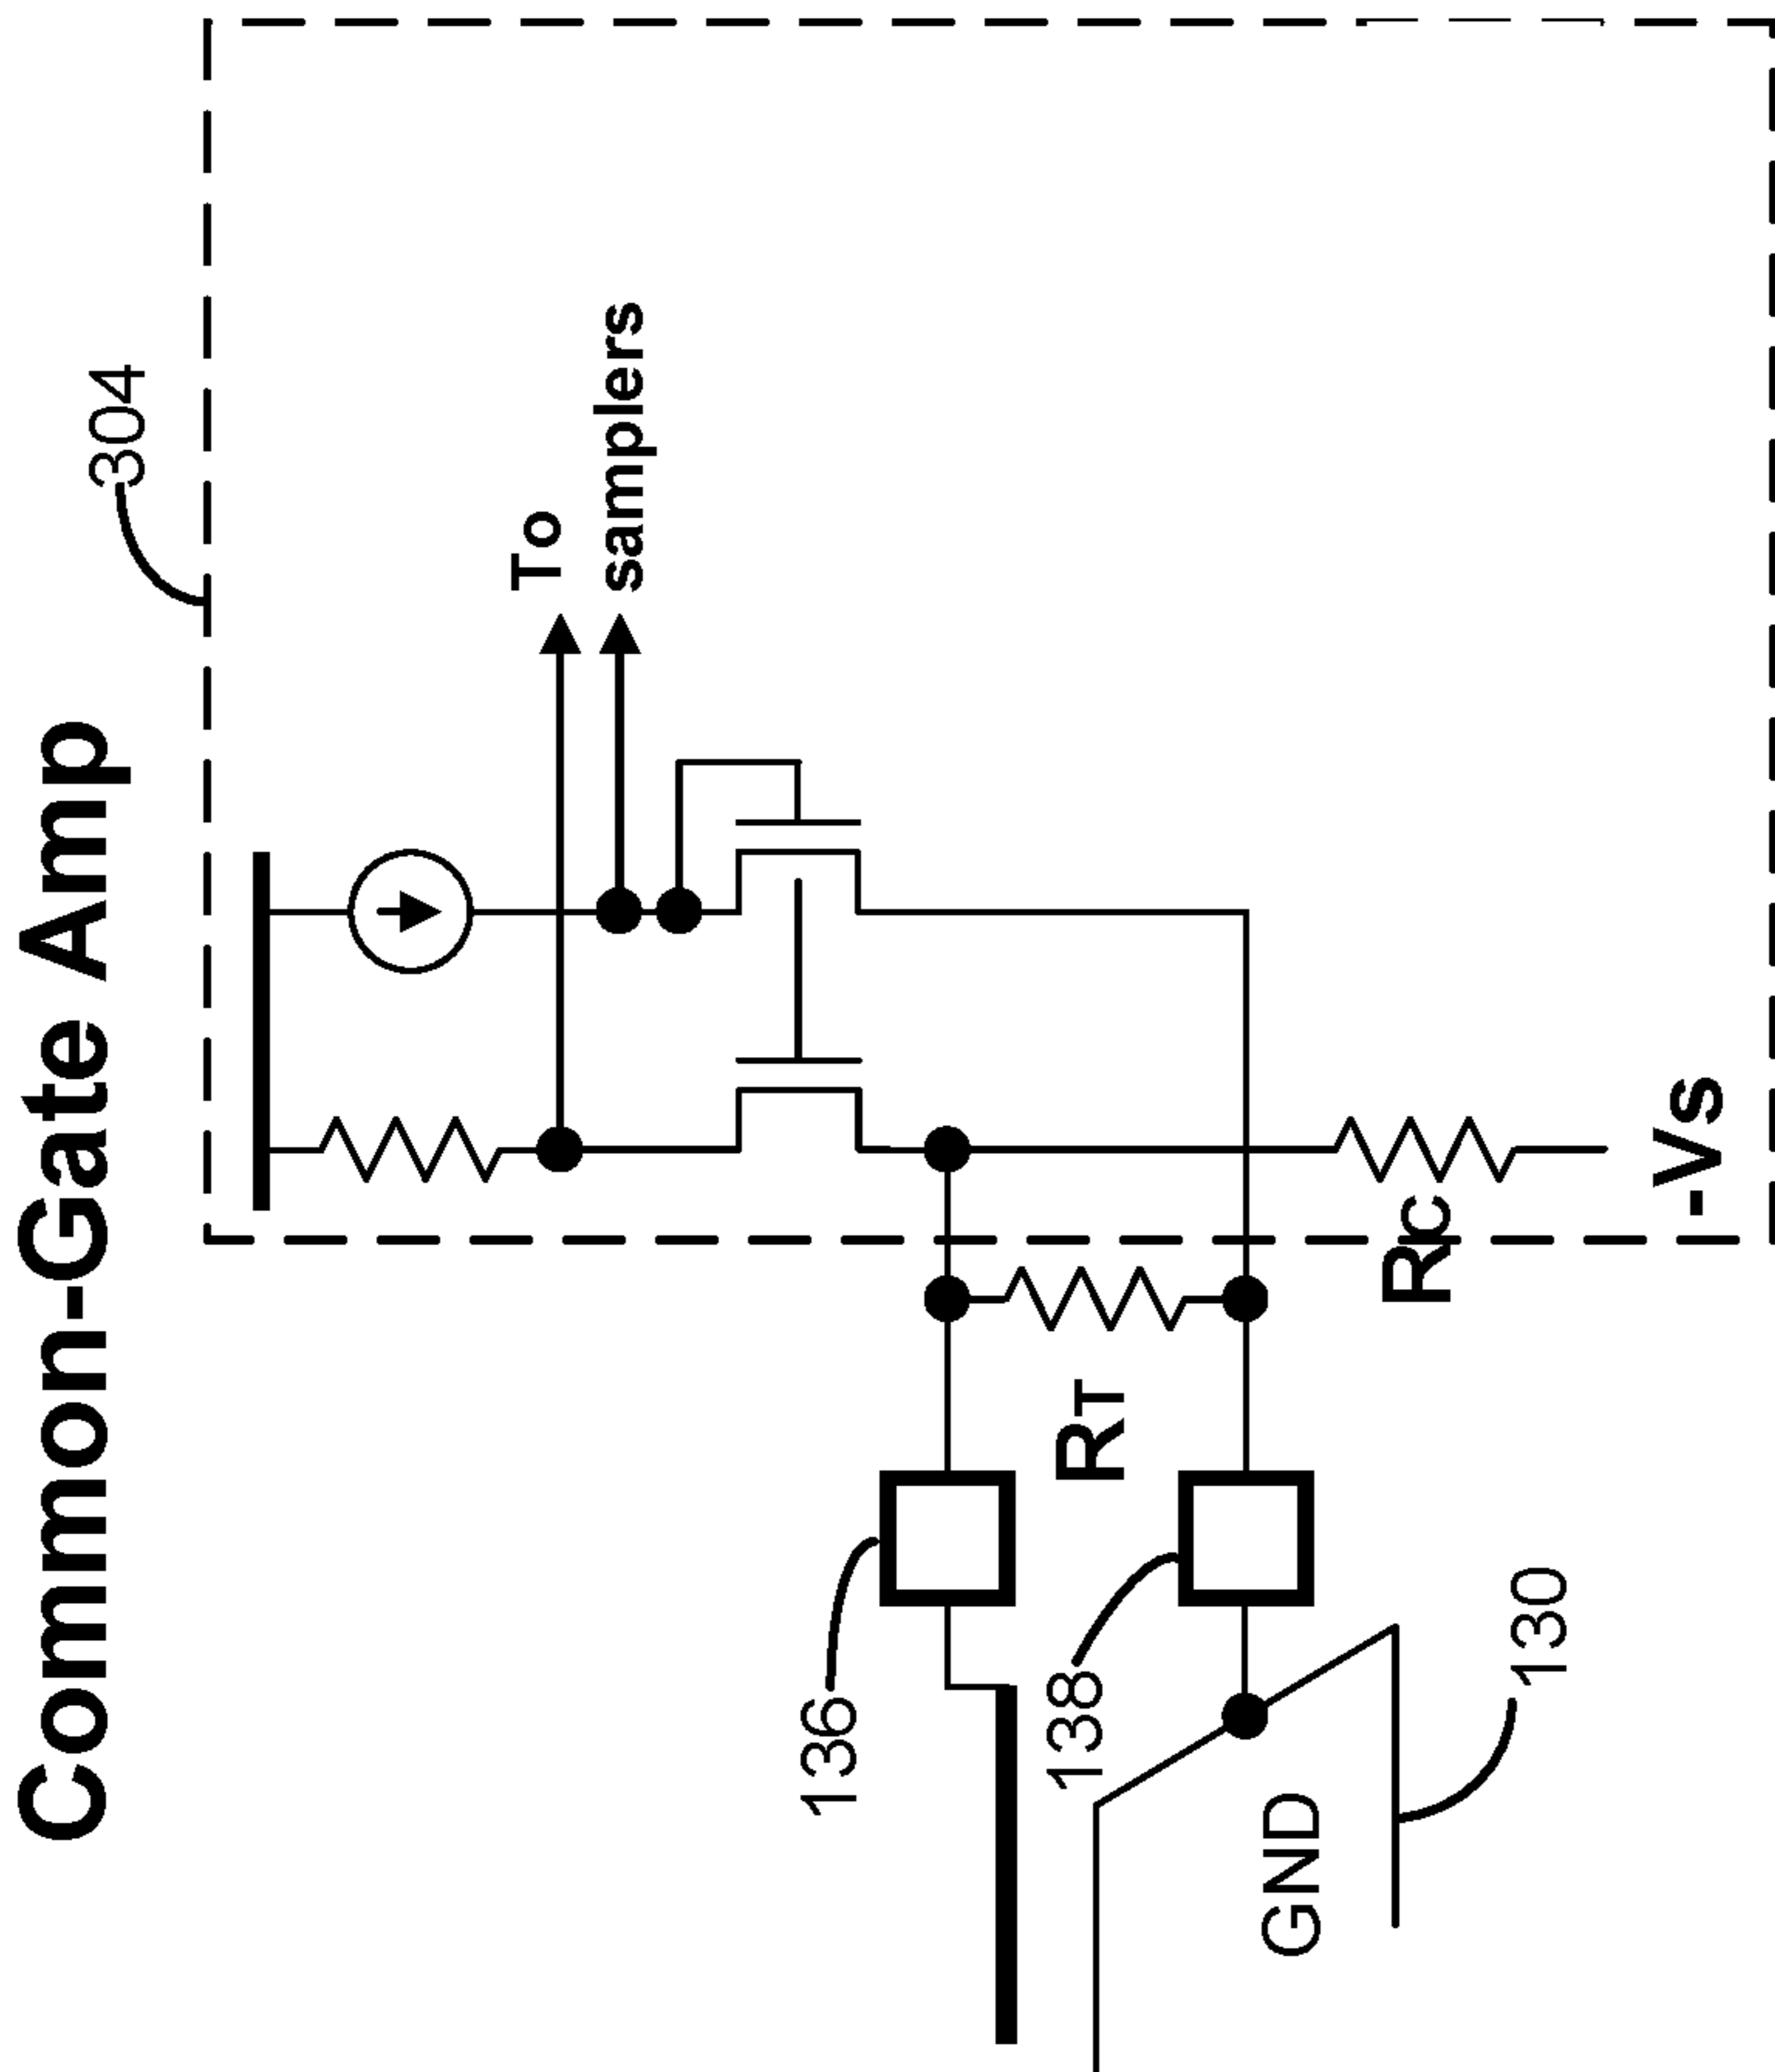 Common-Gate Amp
304
To
samplers
136
RT
138
GND
RC
130
-Vs